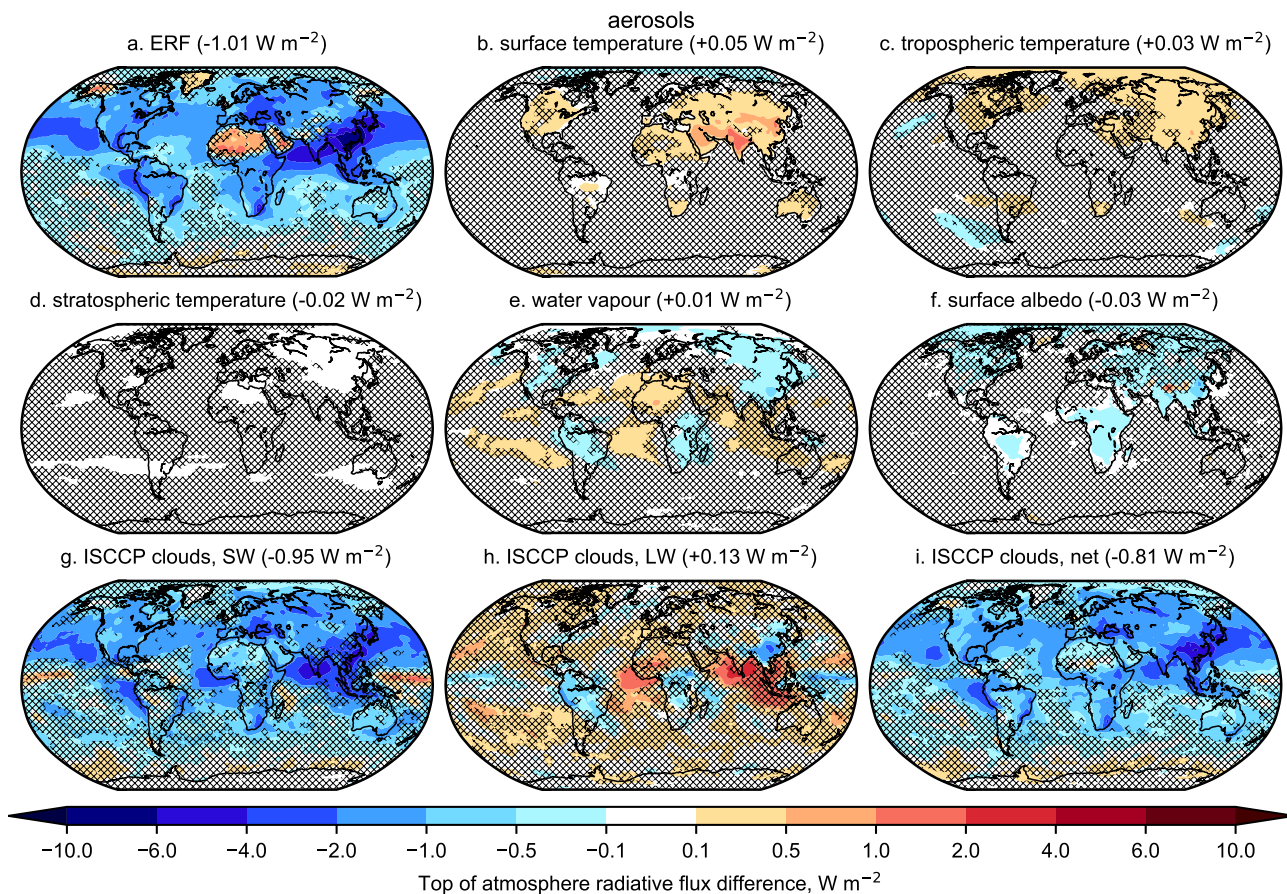 aerosols
a. ERF (-1.01 W m⁻²)
b. surface temperature (+0.05 W m⁻²)
c. tropospheric temperature (+0.03 W m⁻²)
d. stratospheric temperature (-0.02 W m⁻²)
e. water vapour (+0.01 W m⁻²)
f. surface albedo (-0.03 W m⁻²)
g. ISCCP clouds, SW (-0.95 W m⁻²)
h. ISCCP clouds, LW (+0.13 W m⁻²)
i. ISCCP clouds, net (-0.81 W m⁻²)
−10.0 −6.0 −4.0 −2.0 −1.0 −0.5 −0.1 0.1 0.5 1.0 2.0 4.0 6.0 10.0
Top of atmosphere radiative flux difference, W m⁻²